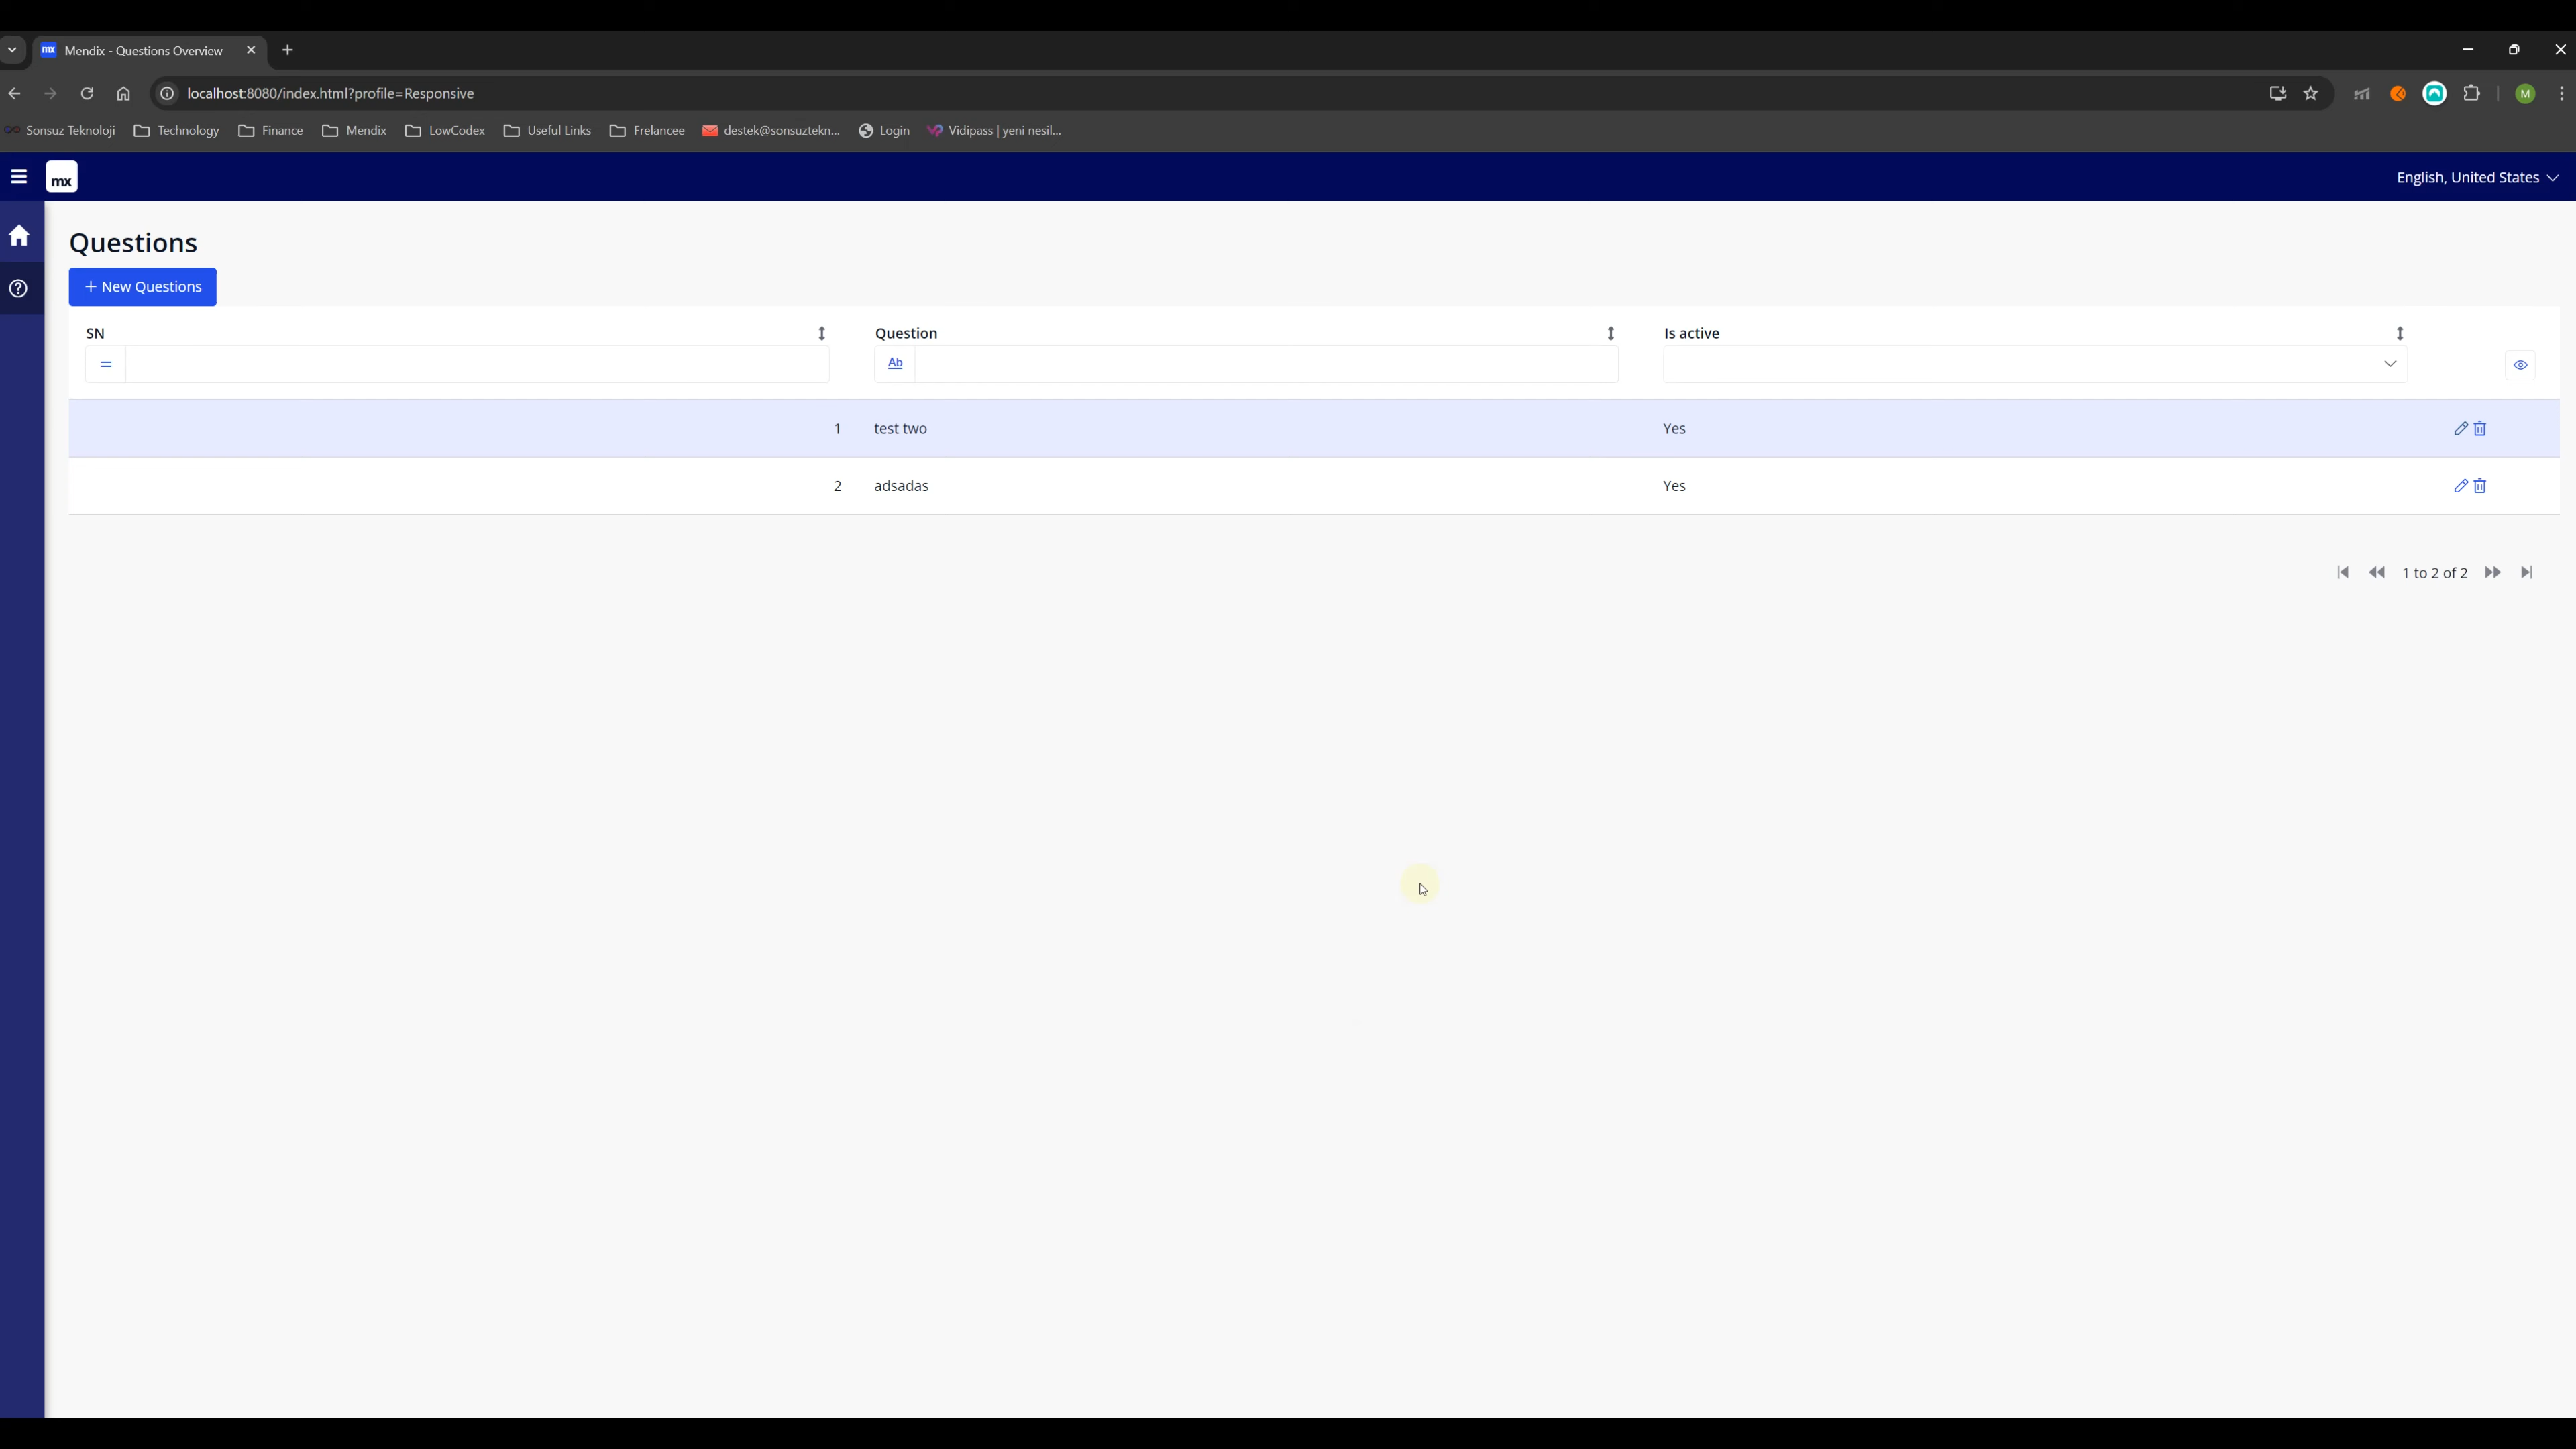 mx Mendix - Questions Overview
localhost:8080/index.html?profile=Responsive
M
Sonsuz Teknoloji Technology Finance Mendix LowCodex Useful Links Frelancee destek@sonsuztekn... Login Vidipass | yeni nesil...
mx English, United States
Questions
+ New Questions
SN Question Is active
= Ab
1 test two Yes
2 adsadas Yes
1 to 2 of 2